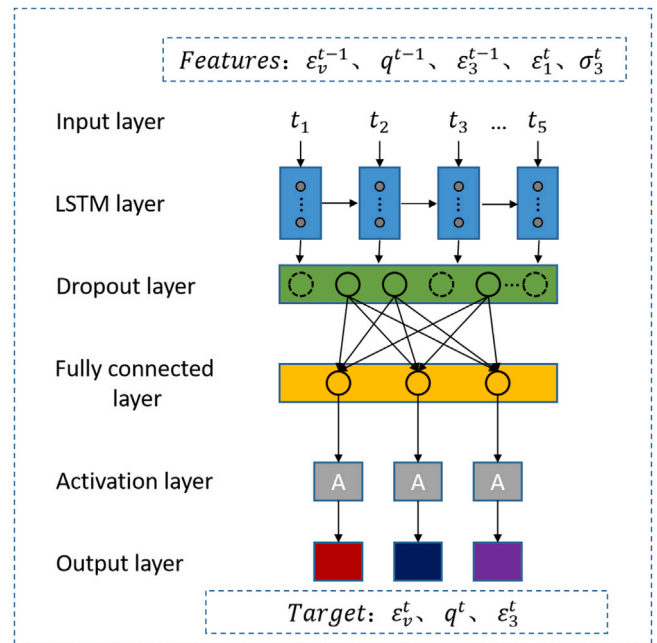 Features: ε_v^{t-1}、 q^{t-1}、 ε_3^{t-1}、 ε_1^t、 σ_3^t
Input layer t_1 t_2 t_3 ... t_5
LSTM layer
Dropout layer
Fully connected
layer
Activation layer A A A
Output layer
Target: ε_v^t、 q^t、 ε_3^t